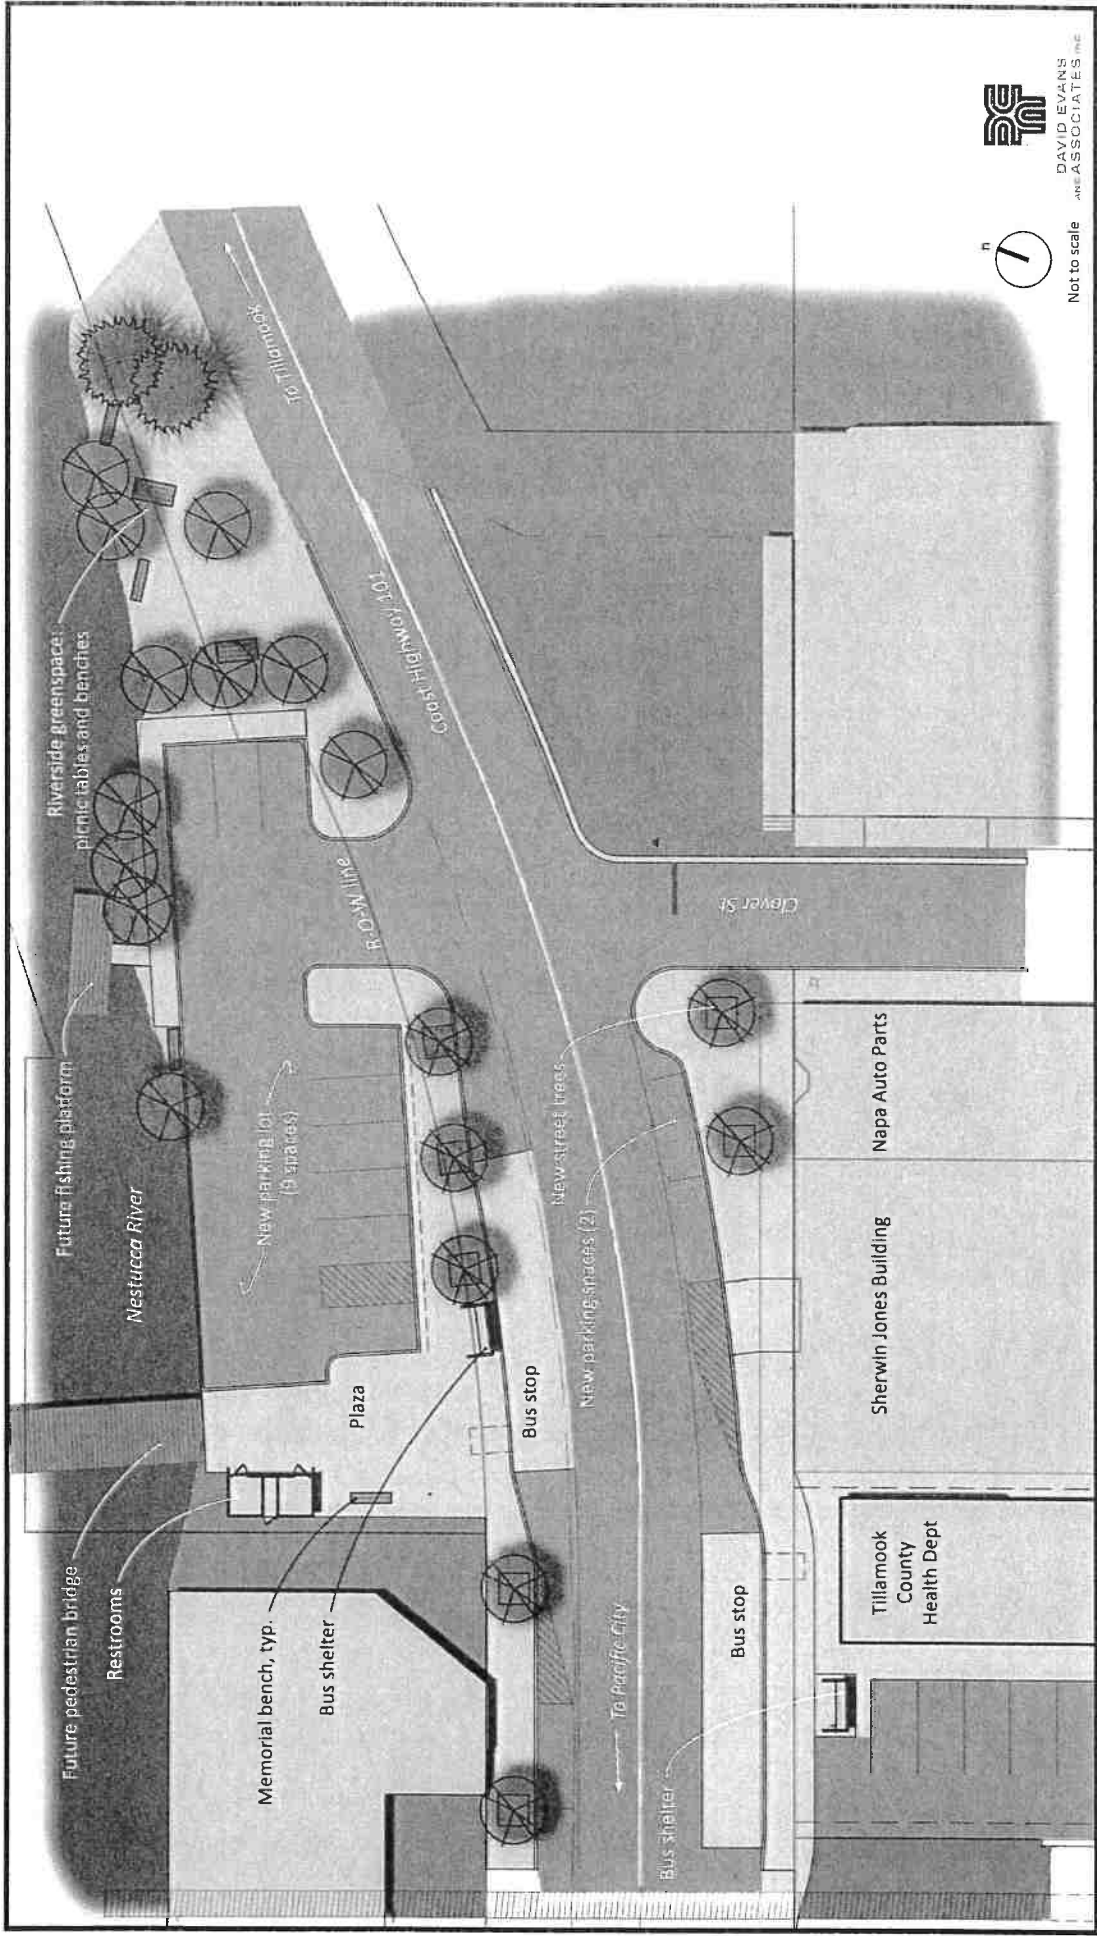 Future pedestrian bridge
Restrooms
Memorial bench, typ.
Bus shelter
Plaza
Nestucca River
Future fishing platform
New parking lot
(9 spaces)
Riverside greenspace:
picnic tables and benches
R-O-W line
Coast Highway 101
To Tillamook
Bus stop
New parking spaces (2)
New street trees
To Pacific City
Bus stop
Bus shelter
Clover St
Tillamook
County
Health Dept
Sherwin Jones Building
Napa Auto Parts
n
Not to scale
DAVID EVANS
AND ASSOCIATES INC.